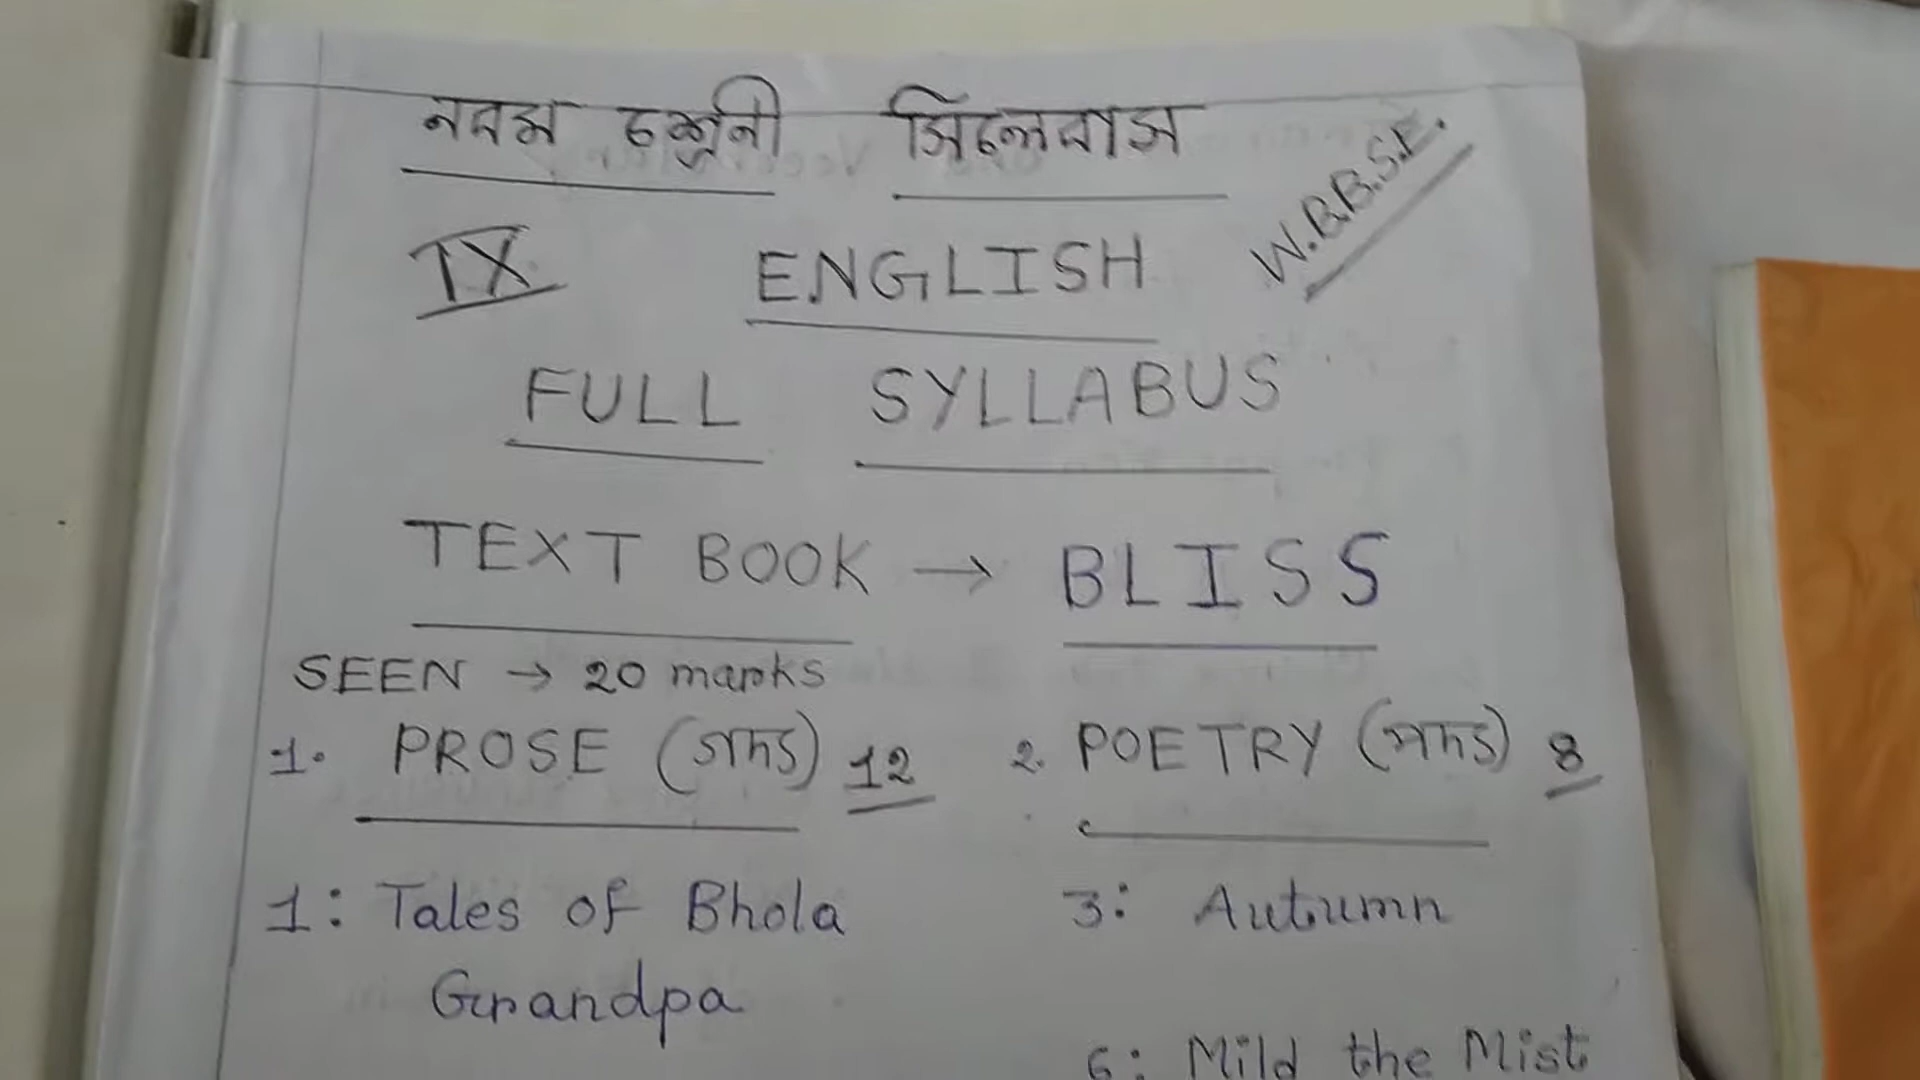 নবম শ্রেনী সিলেবাস
W.B.B.S.E.
IX ENGLISH
FULL SYLLABUS
TEXT BOOK → BLISS
SEEN → 20 marks
1. PROSE (গদ্য) 12
2. POETRY (পদ্য) 8
1: Tales of Bhola
Grandpa
3: Autumn
6: Mild the Mist